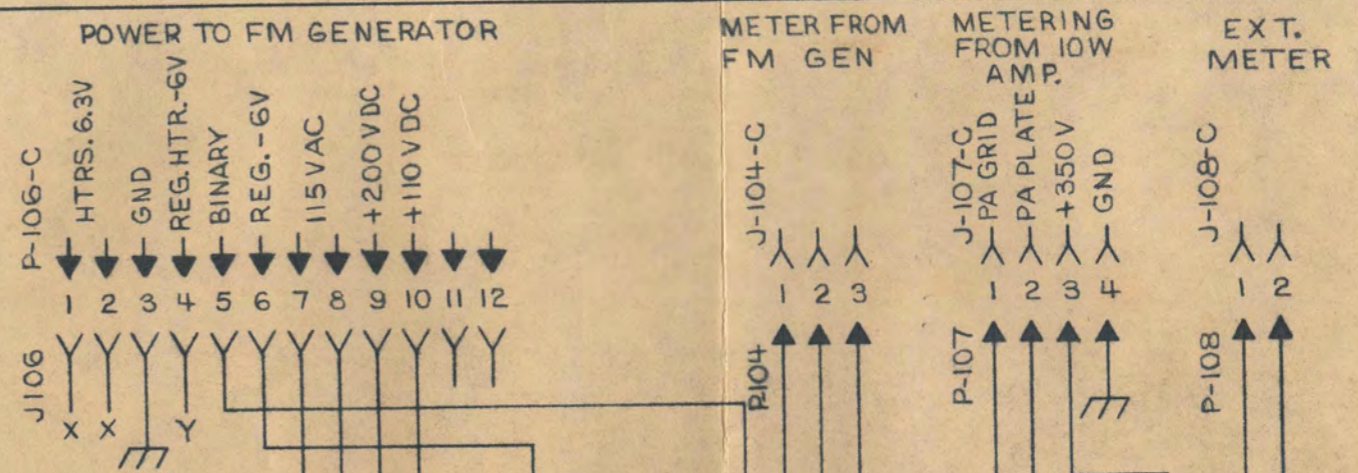 POWER TO FM GENERATOR
P-106-C
HTRS. 6.3V
GND
REG. HTR.-6V
BINARY
REG. -6V
115 VAC
+200 V DC
+110 V DC
1 2 3 4 5 6 7 8 9 10 11 12
J106
X X Y
METER FROM
FM GEN
J-104-C
1 2 3
P104
METERING
FROM 10W
AMP.
J-107-C
PA GRID
PA PLATE
+350 V
GND
1 2 3 4
P-107
EXT.
METER
J-108-C
1 2
P-108